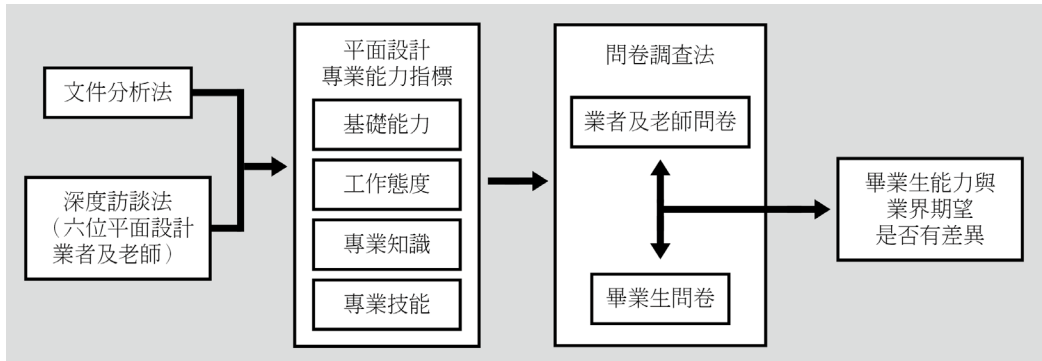 文件分析法
深度訪談法
（六位平面設計
業者及老師）
平面設計
專業能力指標
基礎能力
工作態度
專業知識
專業技能
問卷調查法
業者及老師問卷
畢業生問卷
畢業生能力與
業界期望
是否有差異